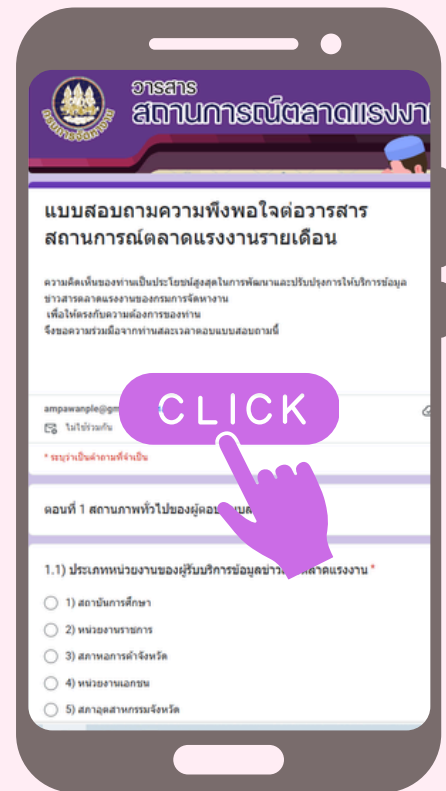 วารสาร
สถานการณ์ตลาดแรงงา
กรมการจัดหางาน
แบบสอบถามความพึงพอใจต่อวารสาร
สถานการณ์ตลาดแรงงานรายเดือน
ความคิดเห็นของท่านเป็นประโยชน์สูงสุดในการพัฒนาและปรับปรุงการให้บริการข้อมูล
ข่าวสารตลาดแรงงานของกรมการจัดหางาน
เพื่อให้ตรงกับความต้องการของท่าน
จึงขอความร่วมมือจากท่านสละเวลาตอบแบบสอบถามนี้
ampawanple@gm
CLICK
ไม่ใช้ร่วมกัน
* ระบุว่าเป็นคำถามที่จำเป็น
ตอนที่ 1 สถานภาพทั่วไปของผู้ตอบ
1.1) ประเภทหน่วยงานของผู้รับบริการข้อมูลข่าว ตลาดแรงงาน *
1) สถาบันการศึกษา
2) หน่วยงานราชการ
3) สภาหอการค้าจังหวัด
4) หน่วยงานเอกชน
5) สภาอุตสาหกรรมจังหวัด